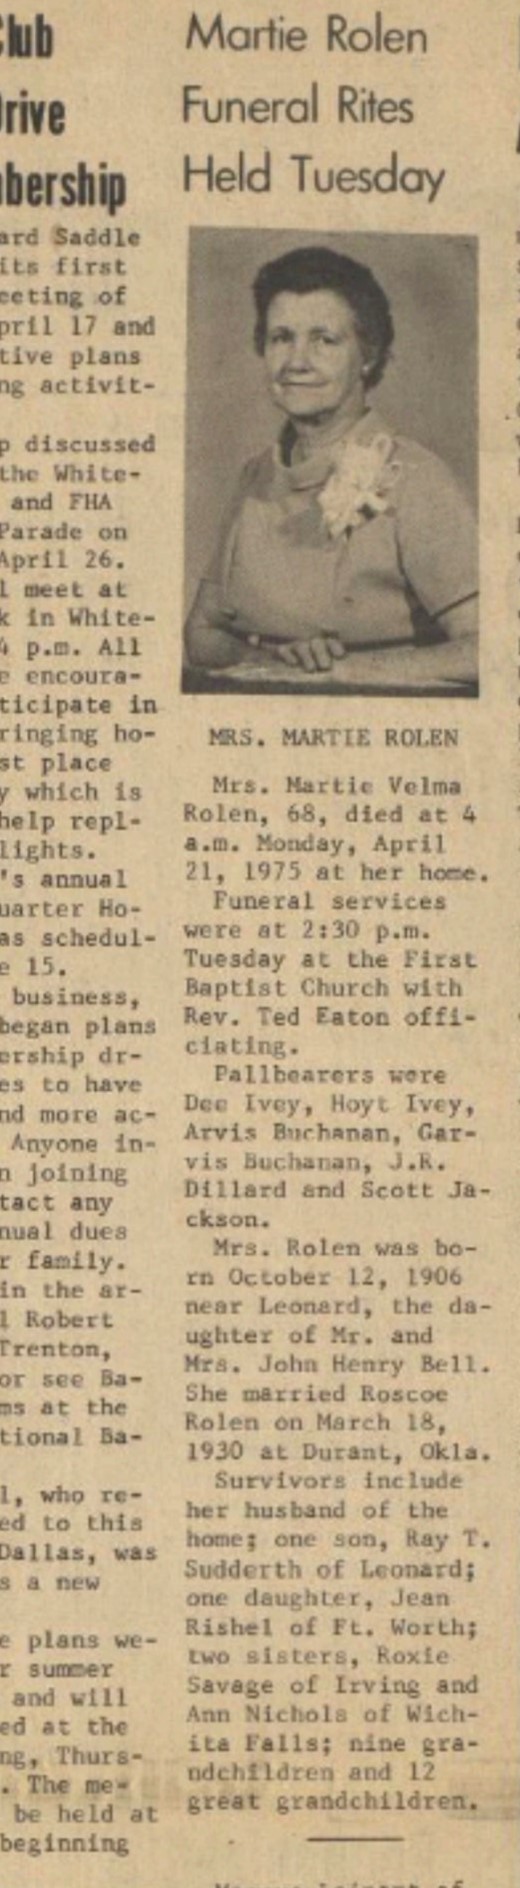 Club
Drive
bership
ard Saddle
its first
eeting of
pril 17 and
tive plans
ng activit-
p discussed
the White-
and FHA
Parade on
April 26.
l meet at
k in White-
4 p.m. All
e encoura-
ticipate in
ringing ho-
st place
y which is
help repl-
lights.
's annual
uarter Ho-
as schedul-
e 15.
business,
began plans
ership dr-
es to have
nd more ac-
Anyone in-
n joining
tact any
nual dues
r family.
in the ar-
l Robert
Trenton,
or see Ba-
ms at the
tional Ba-
l, who re-
ed to this
Dallas, was
s a new
e plans we-
r summer
and will
ed at the
ng, Thurs-
. The me-
be held at
beginning
Martie Rolen
Funeral Rites
Held Tuesday
MRS. MARTIE ROLEN
Mrs. Martie Velma
Rolen, 68, died at 4
a.m. Monday, April
21, 1975 at her home.
Funeral services
were at 2:30 p.m.
Tuesday at the First
Baptist Church with
Rev. Ted Eaton offi-
ciating.
Pallbearers were
Dee Ivey, Hoyt Ivey,
Arvis Buchanan, Gar-
vis Buchanan, J.R.
Dillard and Scott Ja-
ckson.
Mrs. Rolen was bo-
rn October 12, 1906
near Leonard, the da-
ughter of Mr. and
Mrs. John Henry Bell.
She married Roscoe
Rolen on March 18,
1930 at Durant, Okla.
Survivors include
her husband of the
home; one son, Ray T.
Sudderth of Leonard;
one daughter, Jean
Rishel of Ft. Worth;
two sisters, Roxie
Savage of Irving and
Ann Nichols of Wich-
ita Falls; nine gra-
ndchildren and 12
great grandchildren.